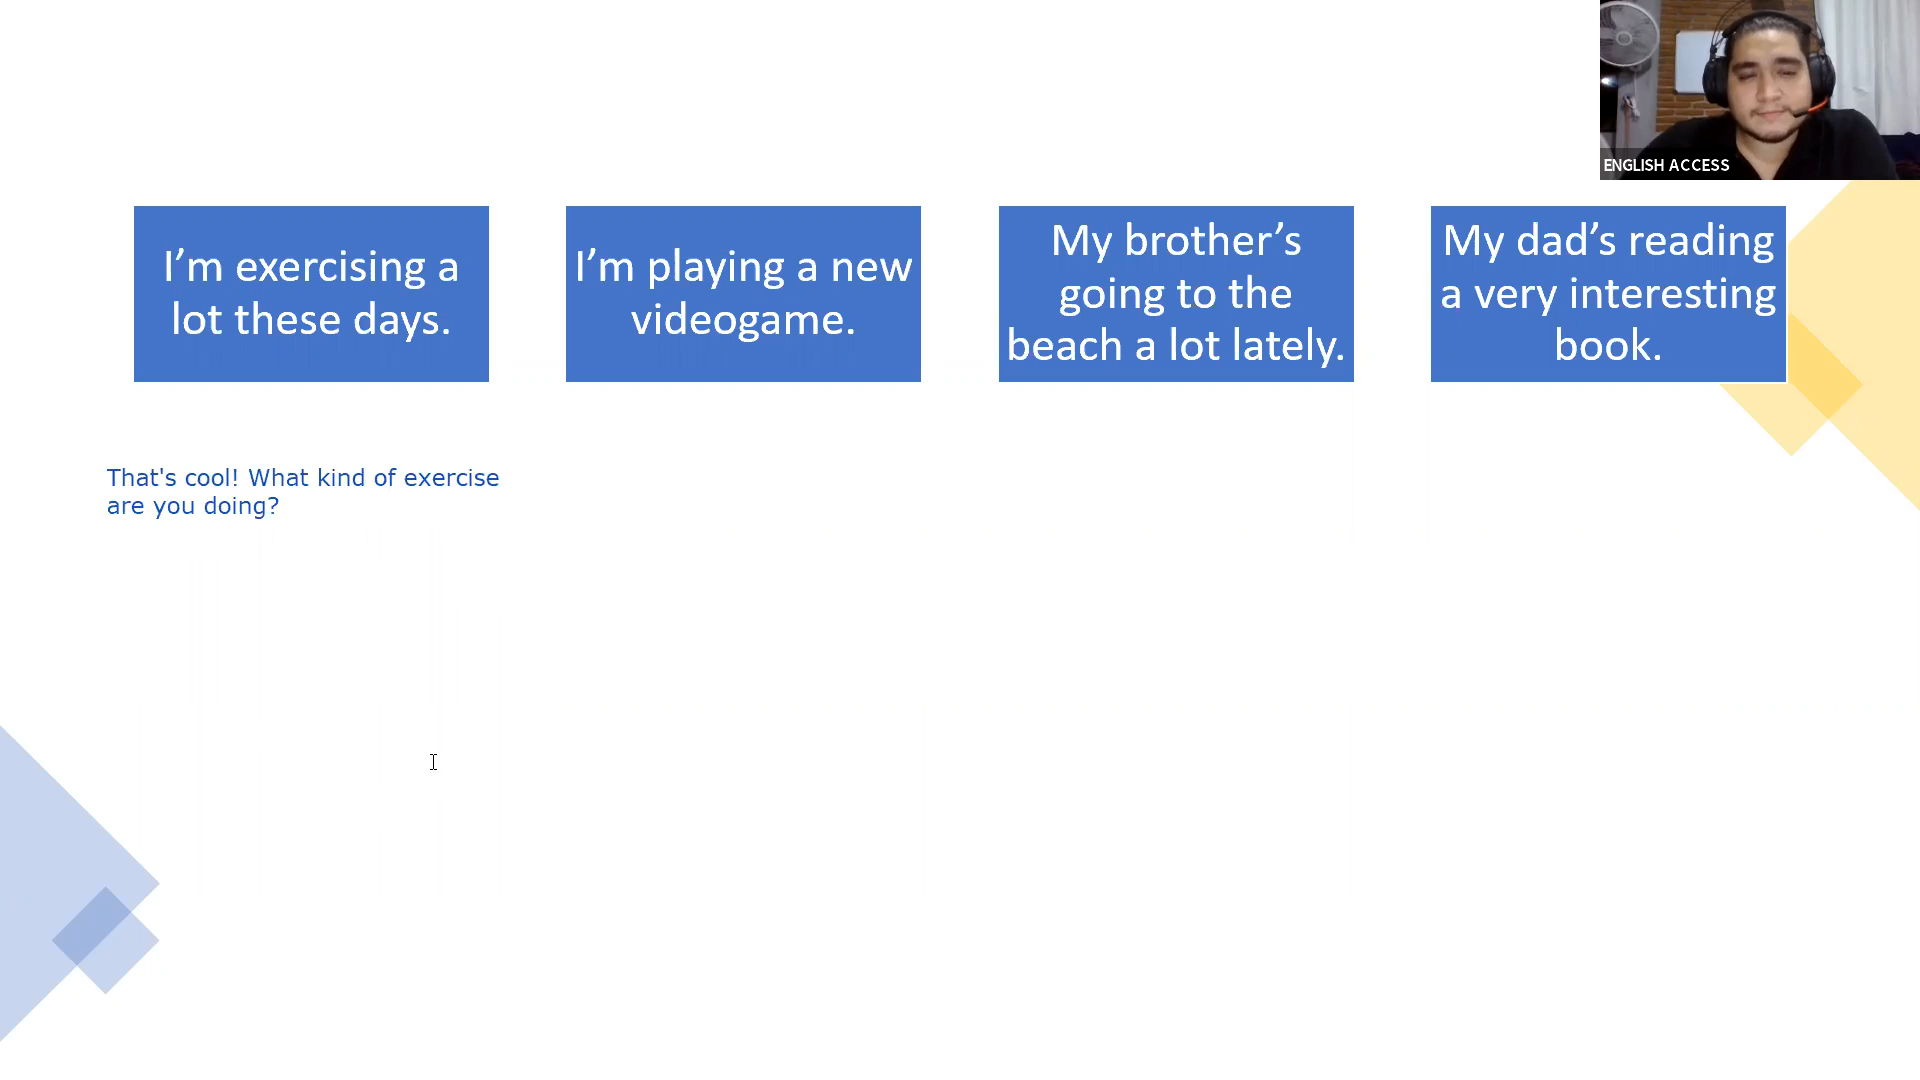 ENGLISH ACCESS
I’m exercising a
lot these days.
I’m playing a new
videogame.
My brother’s
going to the
beach a lot lately.
My dad’s reading
a very interesting
book.
That's cool! What kind of exercise
are you doing?